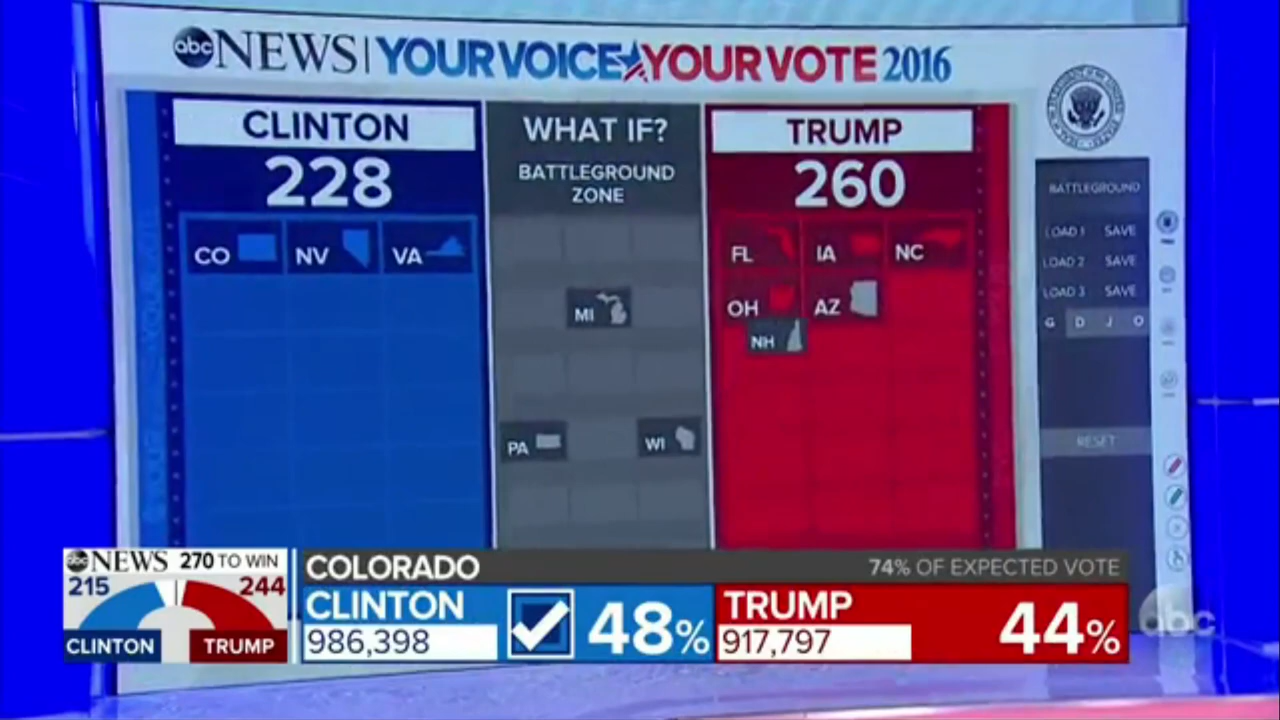 abc NEWS | YOUR VOICE YOUR VOTE 2016
CLINTON
228
CO NV VA
WHAT IF?
BATTLEGROUND
ZONE
MI
PA WI
TRUMP
260
FL IA NC
OH AZ
NH
BATTLEGROUND
LOAD 1 SAVE
LOAD 2 SAVE
LOAD 3 SAVE
G D J O
RESET
abc NEWS 270 TO WIN
215 244
CLINTON TRUMP
COLORADO 74% OF EXPECTED VOTE
CLINTON 48%
986,398
TRUMP 44%
917,797
abc